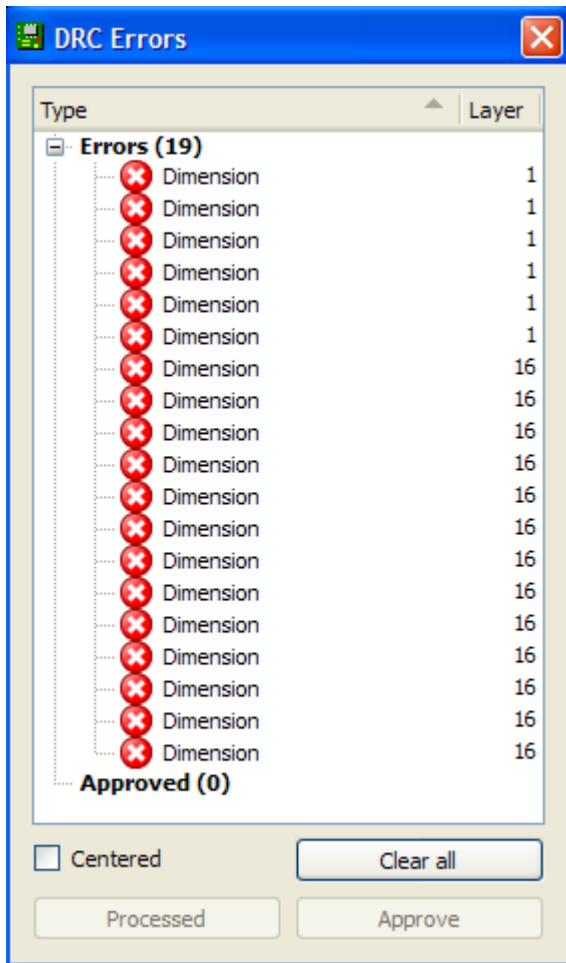 DRC Errors
Type Layer
Errors (19)
Dimension 1
Dimension 1
Dimension 1
Dimension 1
Dimension 1
Dimension 1
Dimension 16
Dimension 16
Dimension 16
Dimension 16
Dimension 16
Dimension 16
Dimension 16
Dimension 16
Dimension 16
Dimension 16
Dimension 16
Dimension 16
Dimension 16
Approved (0)
Centered Clear all
Processed Approve